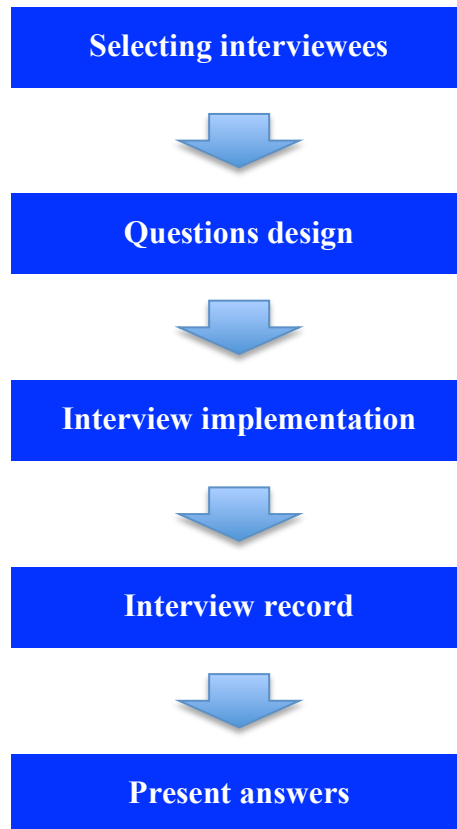 Selecting interviewees
Questions design
Interview implementation
Interview record
Present answers